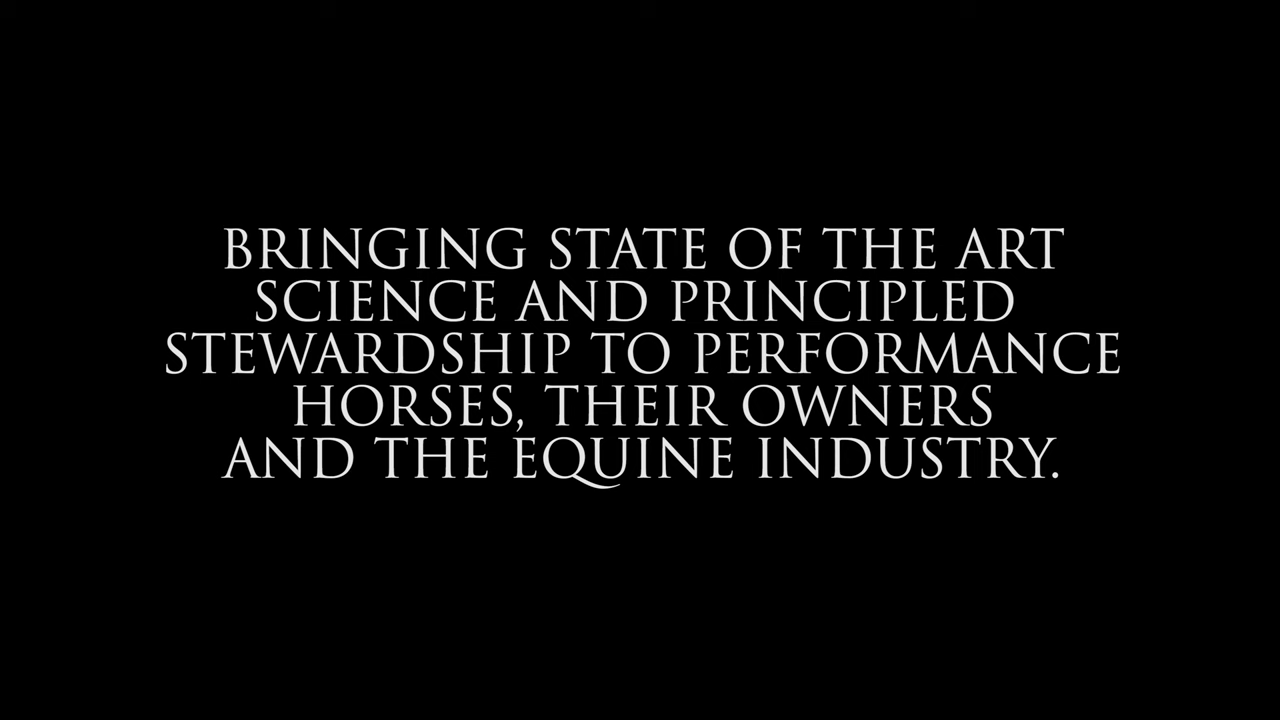 BRINGING STATE OF THE ART
SCIENCE AND PRINCIPLED
STEWARDSHIP TO PERFORMANCE
HORSES, THEIR OWNERS
AND THE EQUINE INDUSTRY.